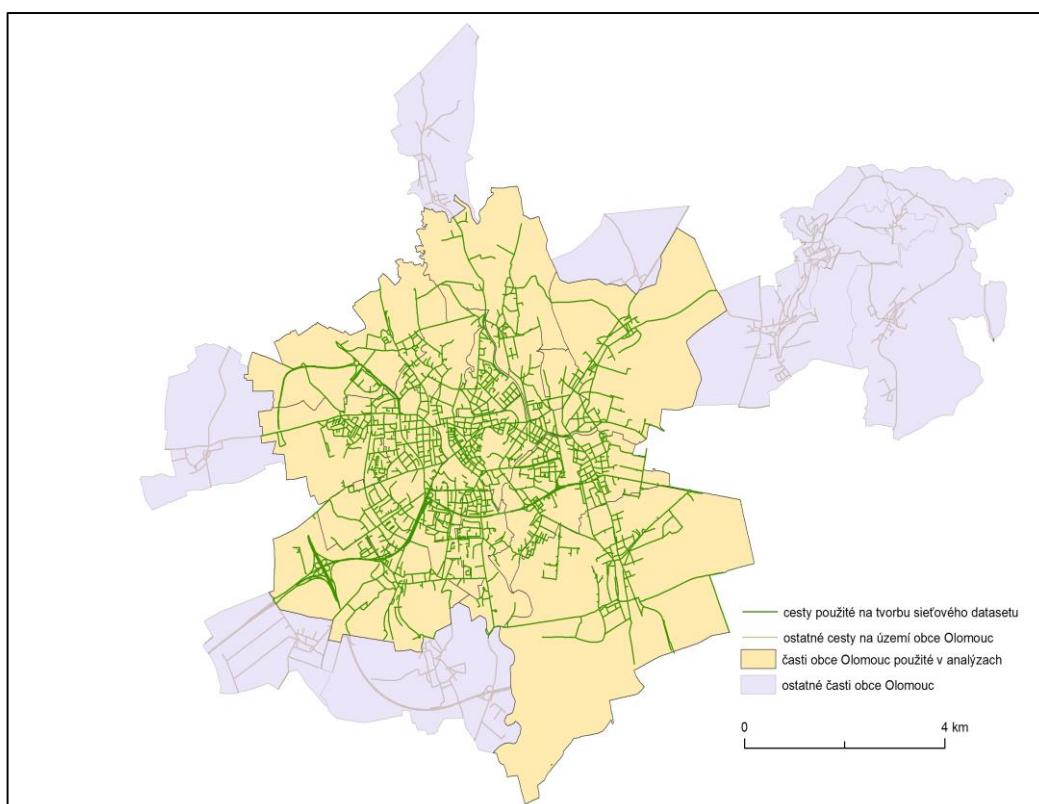 cesty použité na tvorbu sieťového datasetu
ostatné cesty na území obce Olomouc
časti obce Olomouc použité v analýzach
ostatné časti obce Olomouc
0 4 km